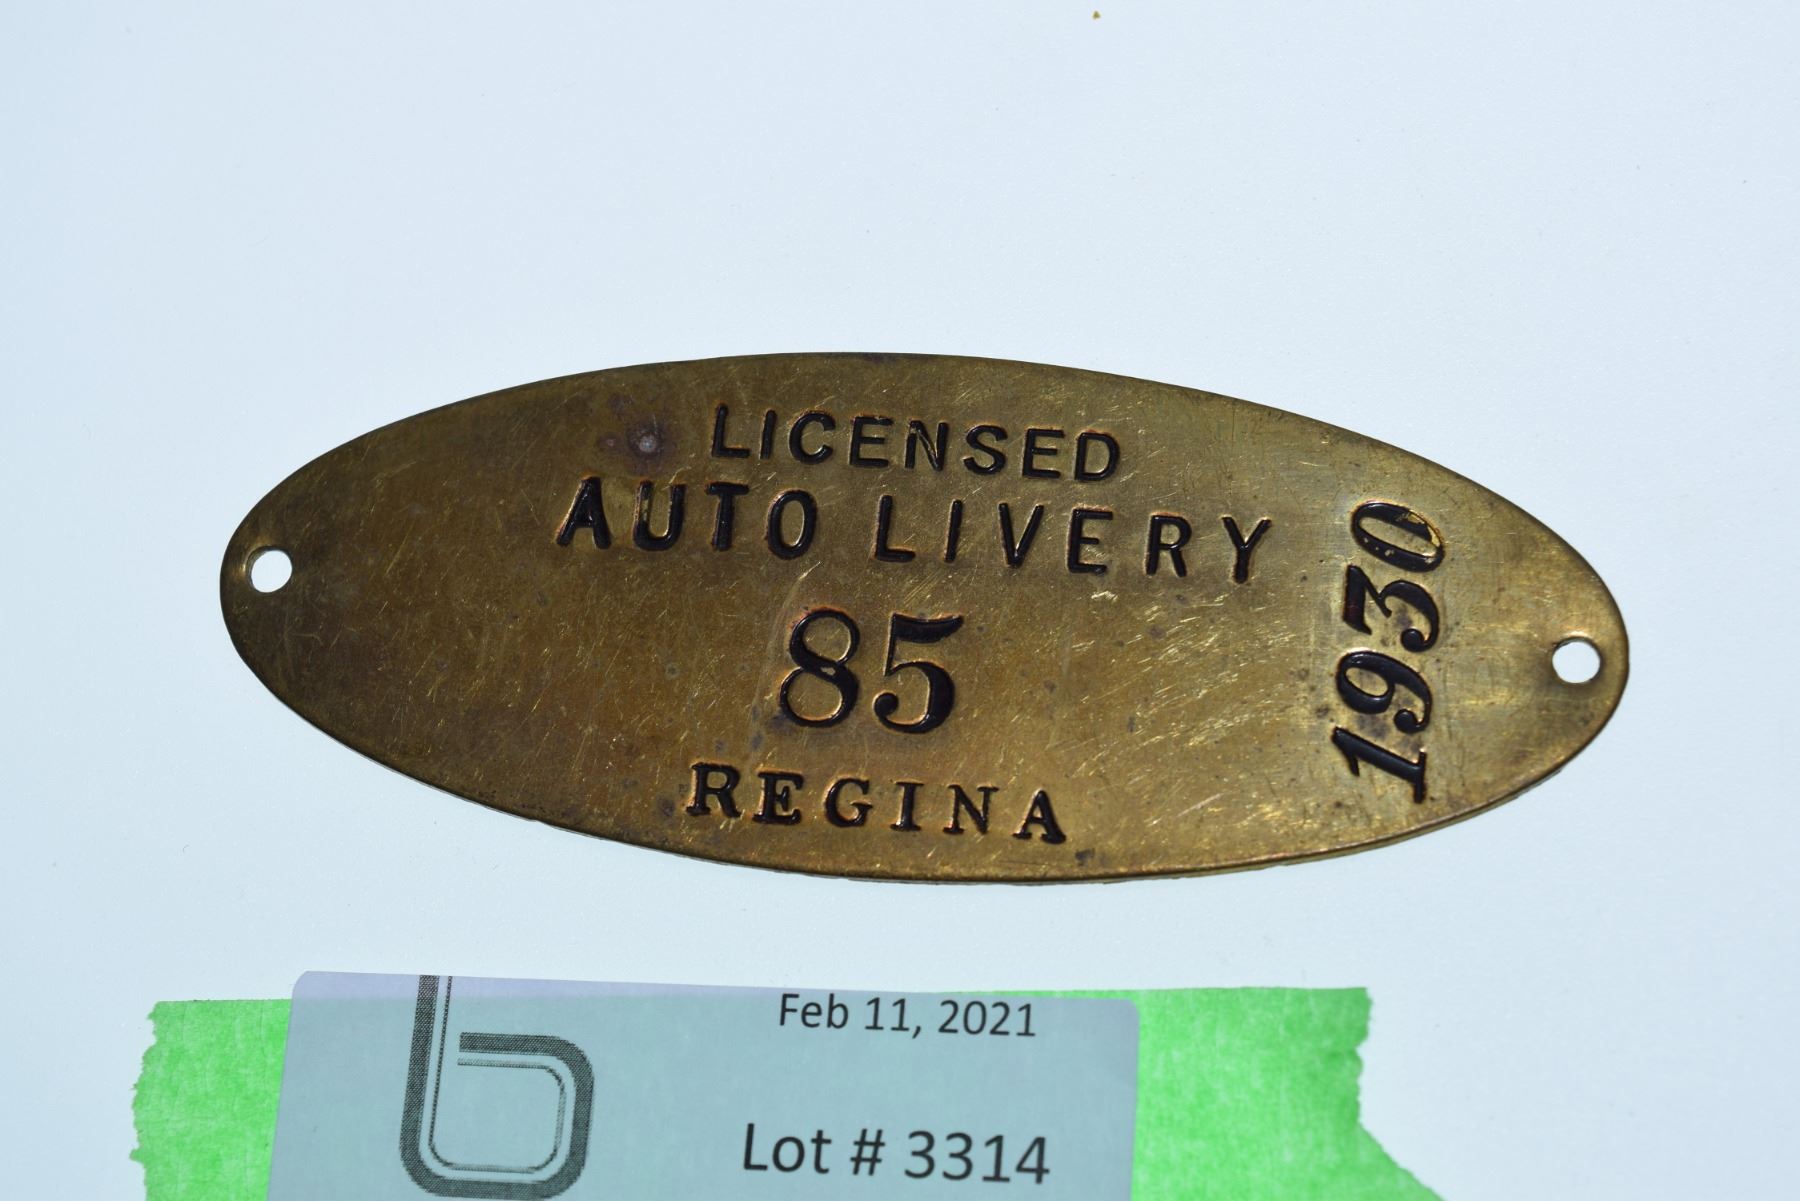 LICENSED
AUTO LIVERY
85
REGINA
1930
Feb 11, 2021
Lot # 3314